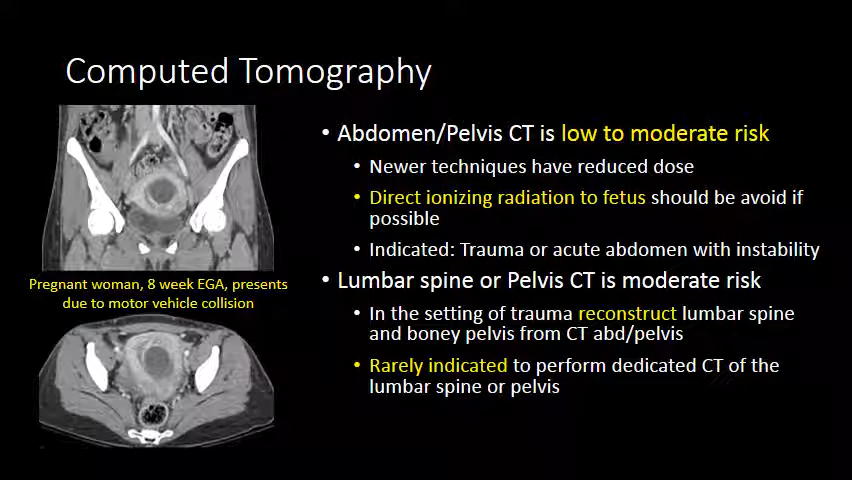 Computed Tomography
• Abdomen/Pelvis CT is low to moderate risk
• Newer techniques have reduced dose
• Direct ionizing radiation to fetus should be avoid if
possible
• Indicated: Trauma or acute abdomen with instability
• Lumbar spine or Pelvis CT is moderate risk
• In the setting of trauma reconstruct lumbar spine
and boney pelvis from CT abd/pelvis
• Rarely indicated to perform dedicated CT of the
lumbar spine or pelvis
Pregnant woman, 8 week EGA, presents
due to motor vehicle collision